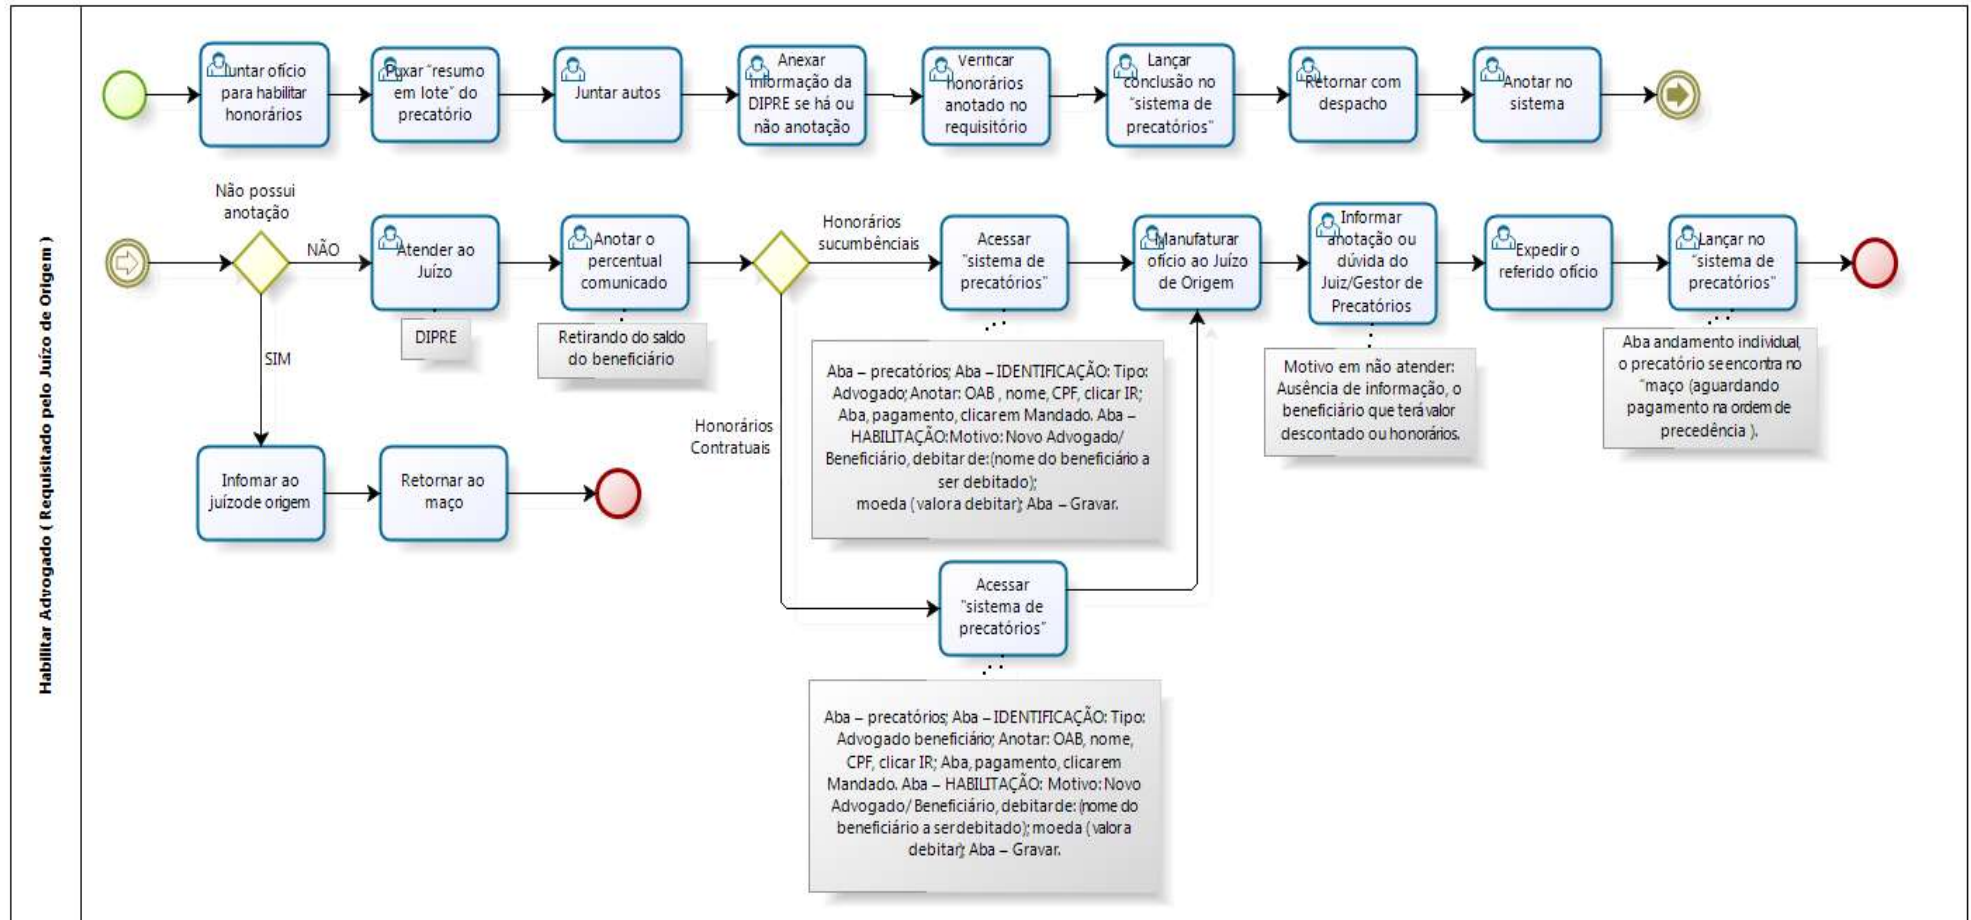 Habilitar Advogado ( Requisitado pelo Juízo de Origem )
Juntar ofício
para habilitar
honorários
Puxar “resumo
em lote” do
precatório
Juntar autos
Anexar
informação da
DIPRE se há ou
não anotação
Verificar
honorários
anotado no
requisitório
Lançar
conclusão no
“sistema de
precatórios”
Retornar com
despacho
Anotar no
sistema
Não possui
anotação
NÃO
SIM
Atender ao
Juízo
DIPRE
Anotar o
percentual
comunicado
Retirando do saldo
do beneficiário
Honorários
sucumbênciais
Honorários
Contratuais
Acessar
“sistema de
precatórios”
Aba – precatórios; Aba – IDENTIFICAÇÃO: Tipo:
Advogado; Anotar: OAB , nome, CPF, clicar IR;
Aba, pagamento, clicar em Mandado. Aba –
HABILITAÇÃO:Motivo: Novo Advogado/
Beneficiário, debitar de:(nome do beneficiário a
ser debitado);
moeda ( valor a debitar); Aba – Gravar.
Manufaturar
ofício ao Juízo
de Origem
Informar
anotação ou
dúvida do
Juiz/Gestor de
Precatórios
Motivo em não atender:
Ausência de informação, o
beneficiário que terá valor
descontado ou honorários.
Expedir o
referido ofício
Lançar no
“sistema de
precatórios”
Aba andamento individual,
o precatório se encontra no
“maço (aguardando
pagamento na ordem de
precedência ).
Infomar ao
juízo de origem
Retornar ao
maço
Acessar
“sistema de
precatórios”
Aba – precatórios; Aba – IDENTIFICAÇÃO: Tipo:
Advogado beneficiário; Anotar: OAB, nome,
CPF, clicar IR; Aba, pagamento, clicar em
Mandado. Aba – HABILITAÇÃO: Motivo: Novo
Advogado/ Beneficiário, debitar de: (nome do
beneficiário a ser debitado); moeda ( valor a
debitar); Aba – Gravar.